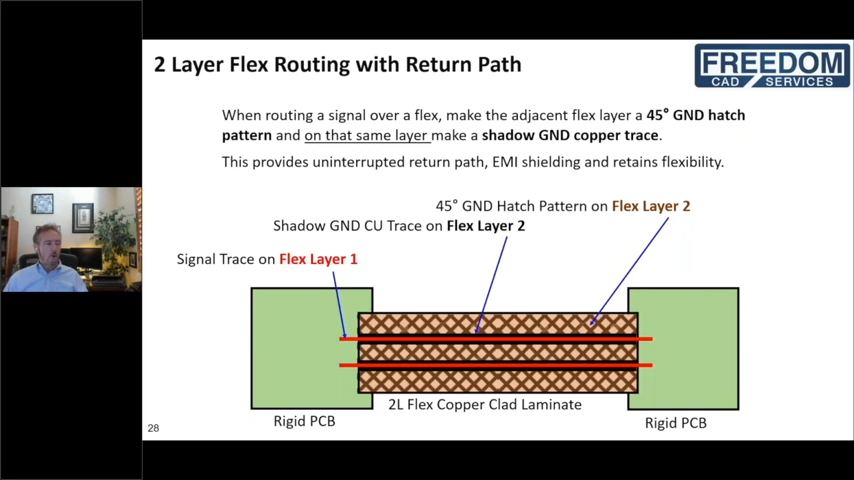 2 Layer Flex Routing with Return Path
FREEDOM
CAD SERVICES
When routing a signal over a flex, make the adjacent flex layer a 45° GND hatch
pattern and on that same layer make a shadow GND copper trace.
This provides uninterrupted return path, EMI shielding and retains flexibility.
45° GND Hatch Pattern on Flex Layer 2
Shadow GND CU Trace on Flex Layer 2
Signal Trace on Flex Layer 1
2L Flex Copper Clad Laminate
Rigid PCB
Rigid PCB
28